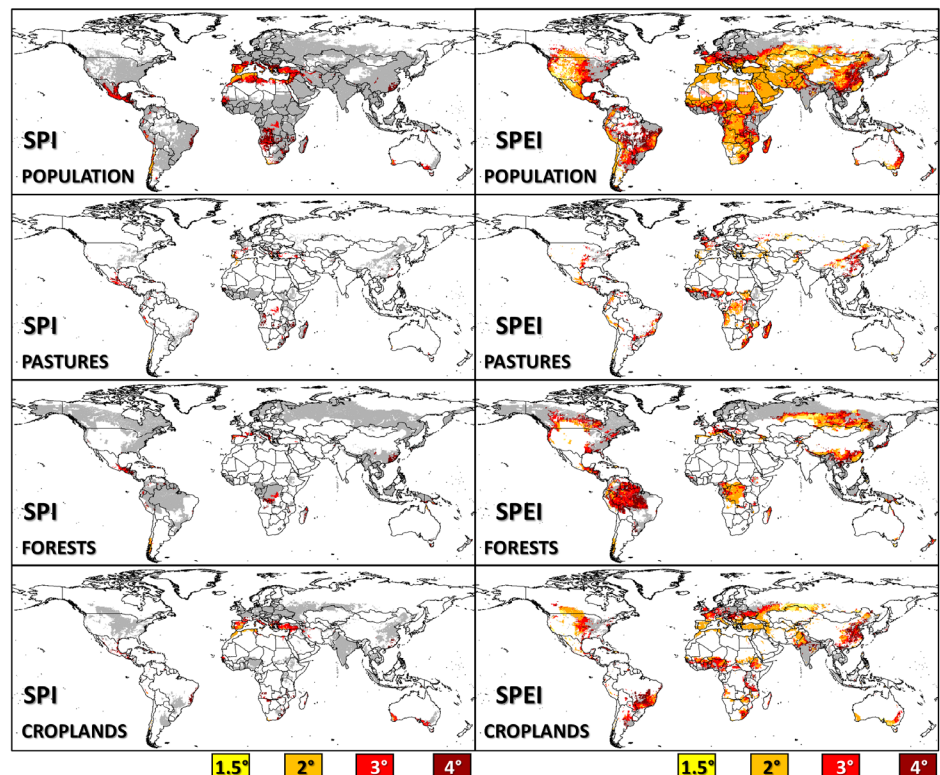 SPI
POPULATION
SPEI
POPULATION
SPI
PASTURES
SPEI
PASTURES
SPI
FORESTS
SPEI
FORESTS
SPI
CROPLANDS
SPEI
CROPLANDS
1.5° 2° 3° 4°
1.5° 2° 3° 4°